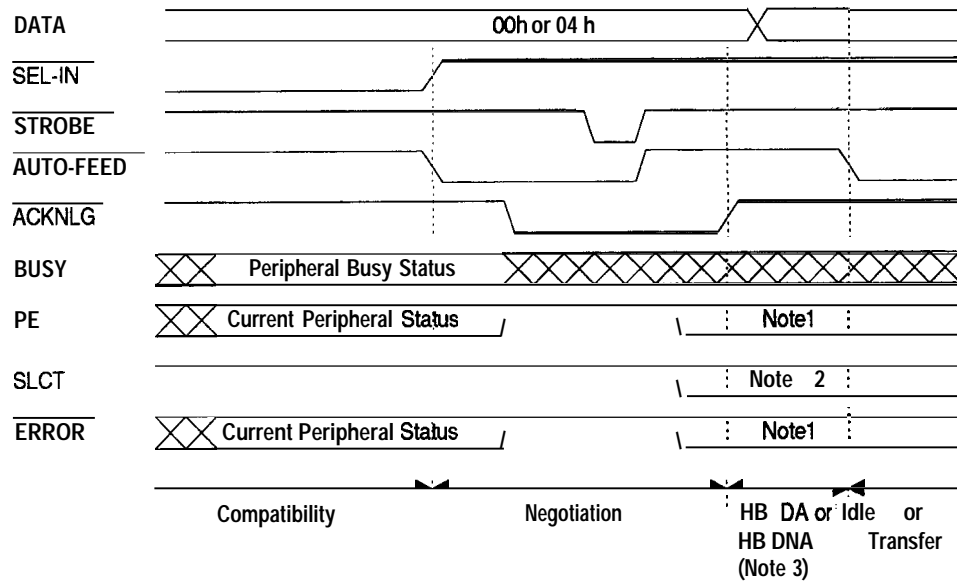 DATA 00h or 04 h
SEL-IN
STROBE
AUTO-FEED
ACKNLG
BUSY Peripheral Busy Status
PE Current Peripheral Status Note1
SLCT Note 2
ERROR Current Peripheral Status Note1
Compatibility Negotiation HB DA or Idle or
HB DNA Transfer
(Note 3)